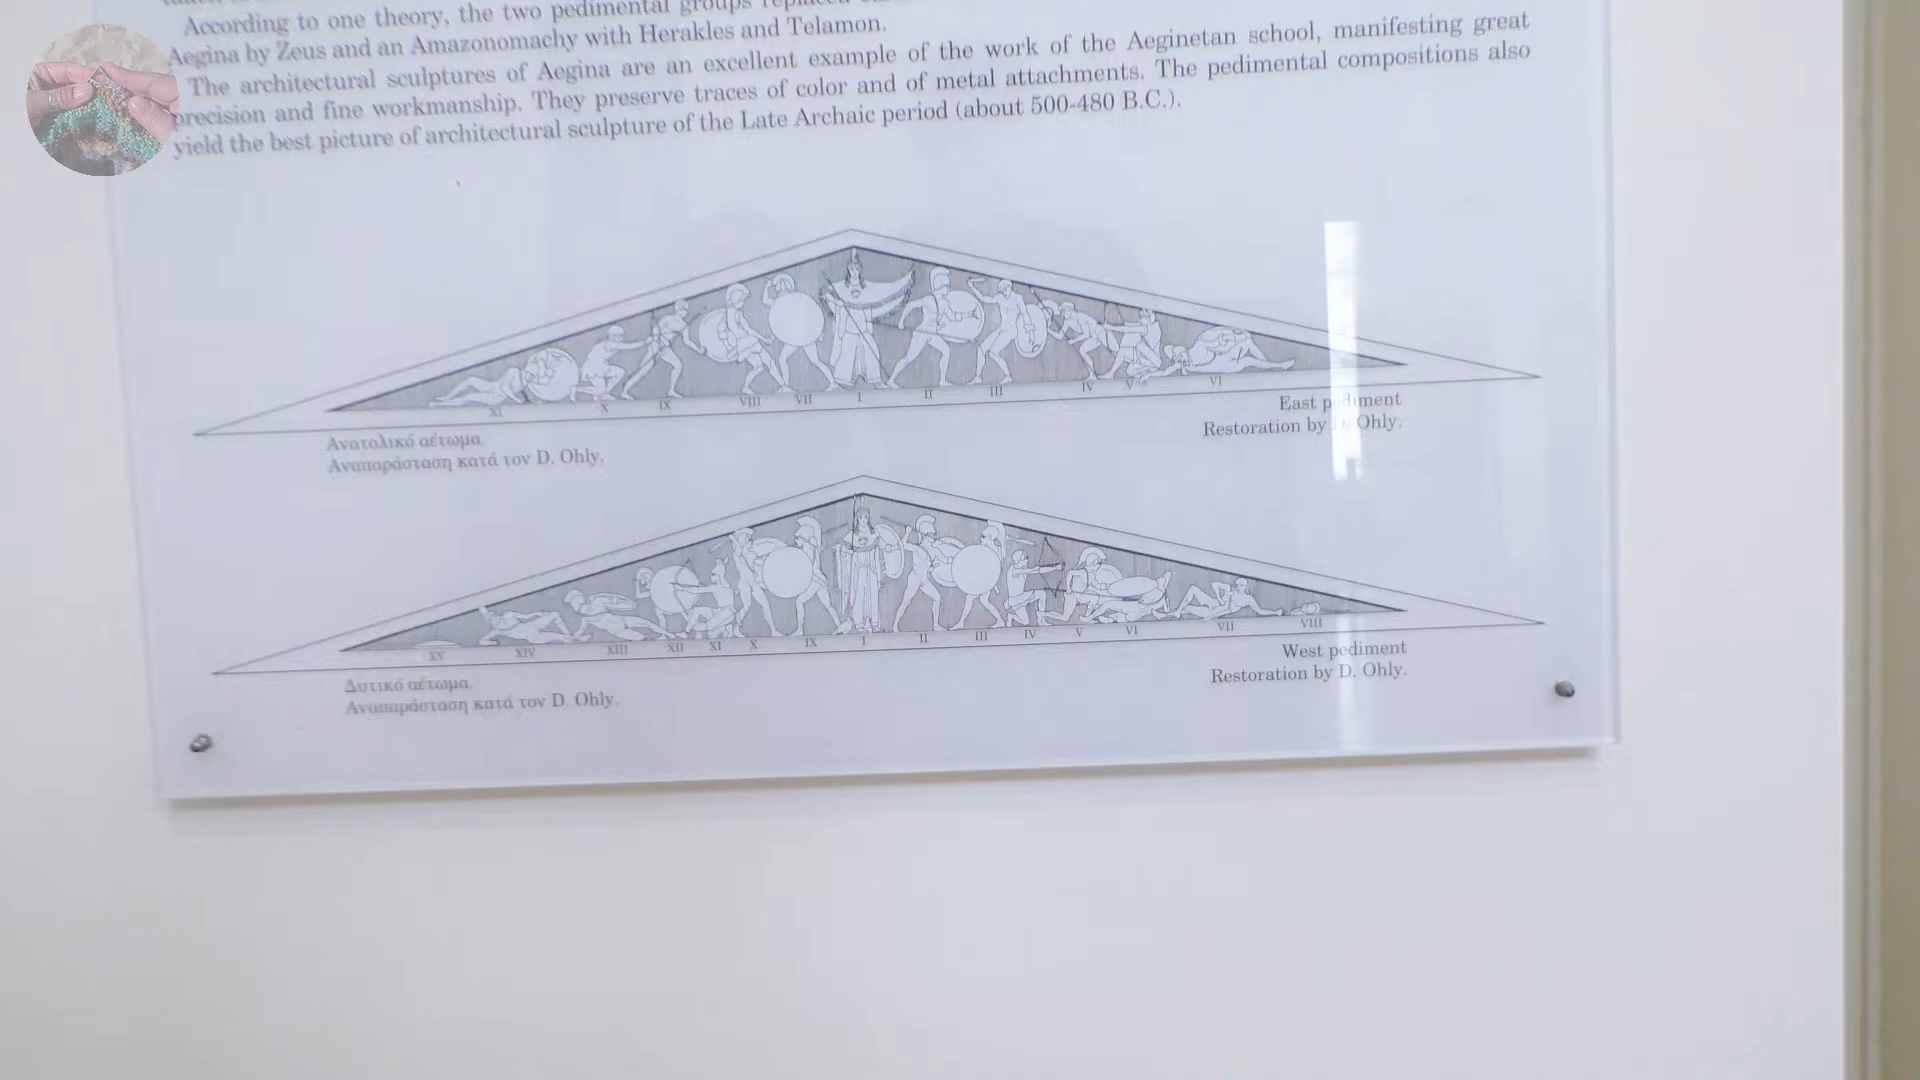 According to one theory, the two pedimental groups
Aegina by Zeus and an Amazonomachy with Herakles and Telamon.
The architectural sculptures of Aegina are an excellent example of the work of the Aeginetan school, manifesting great
precision and fine workmanship. They preserve traces of color and of metal attachments. The pedimental compositions also
yield the best picture of architectural sculpture of the Late Archaic period (about 500-480 B.C.).
XI X IX VIII VII I II III IV V VI
Ανατολικό αέτωμα.
Αναπαράσταση κατά τον D. Ohly.
East pediment
Restoration by D. Ohly.
XV XIV XIII XII XI X IX I II III IV V VI VII VIII
Δυτικό αέτωμα.
Αναπαράσταση κατά τον D. Ohly.
West pediment
Restoration by D. Ohly.